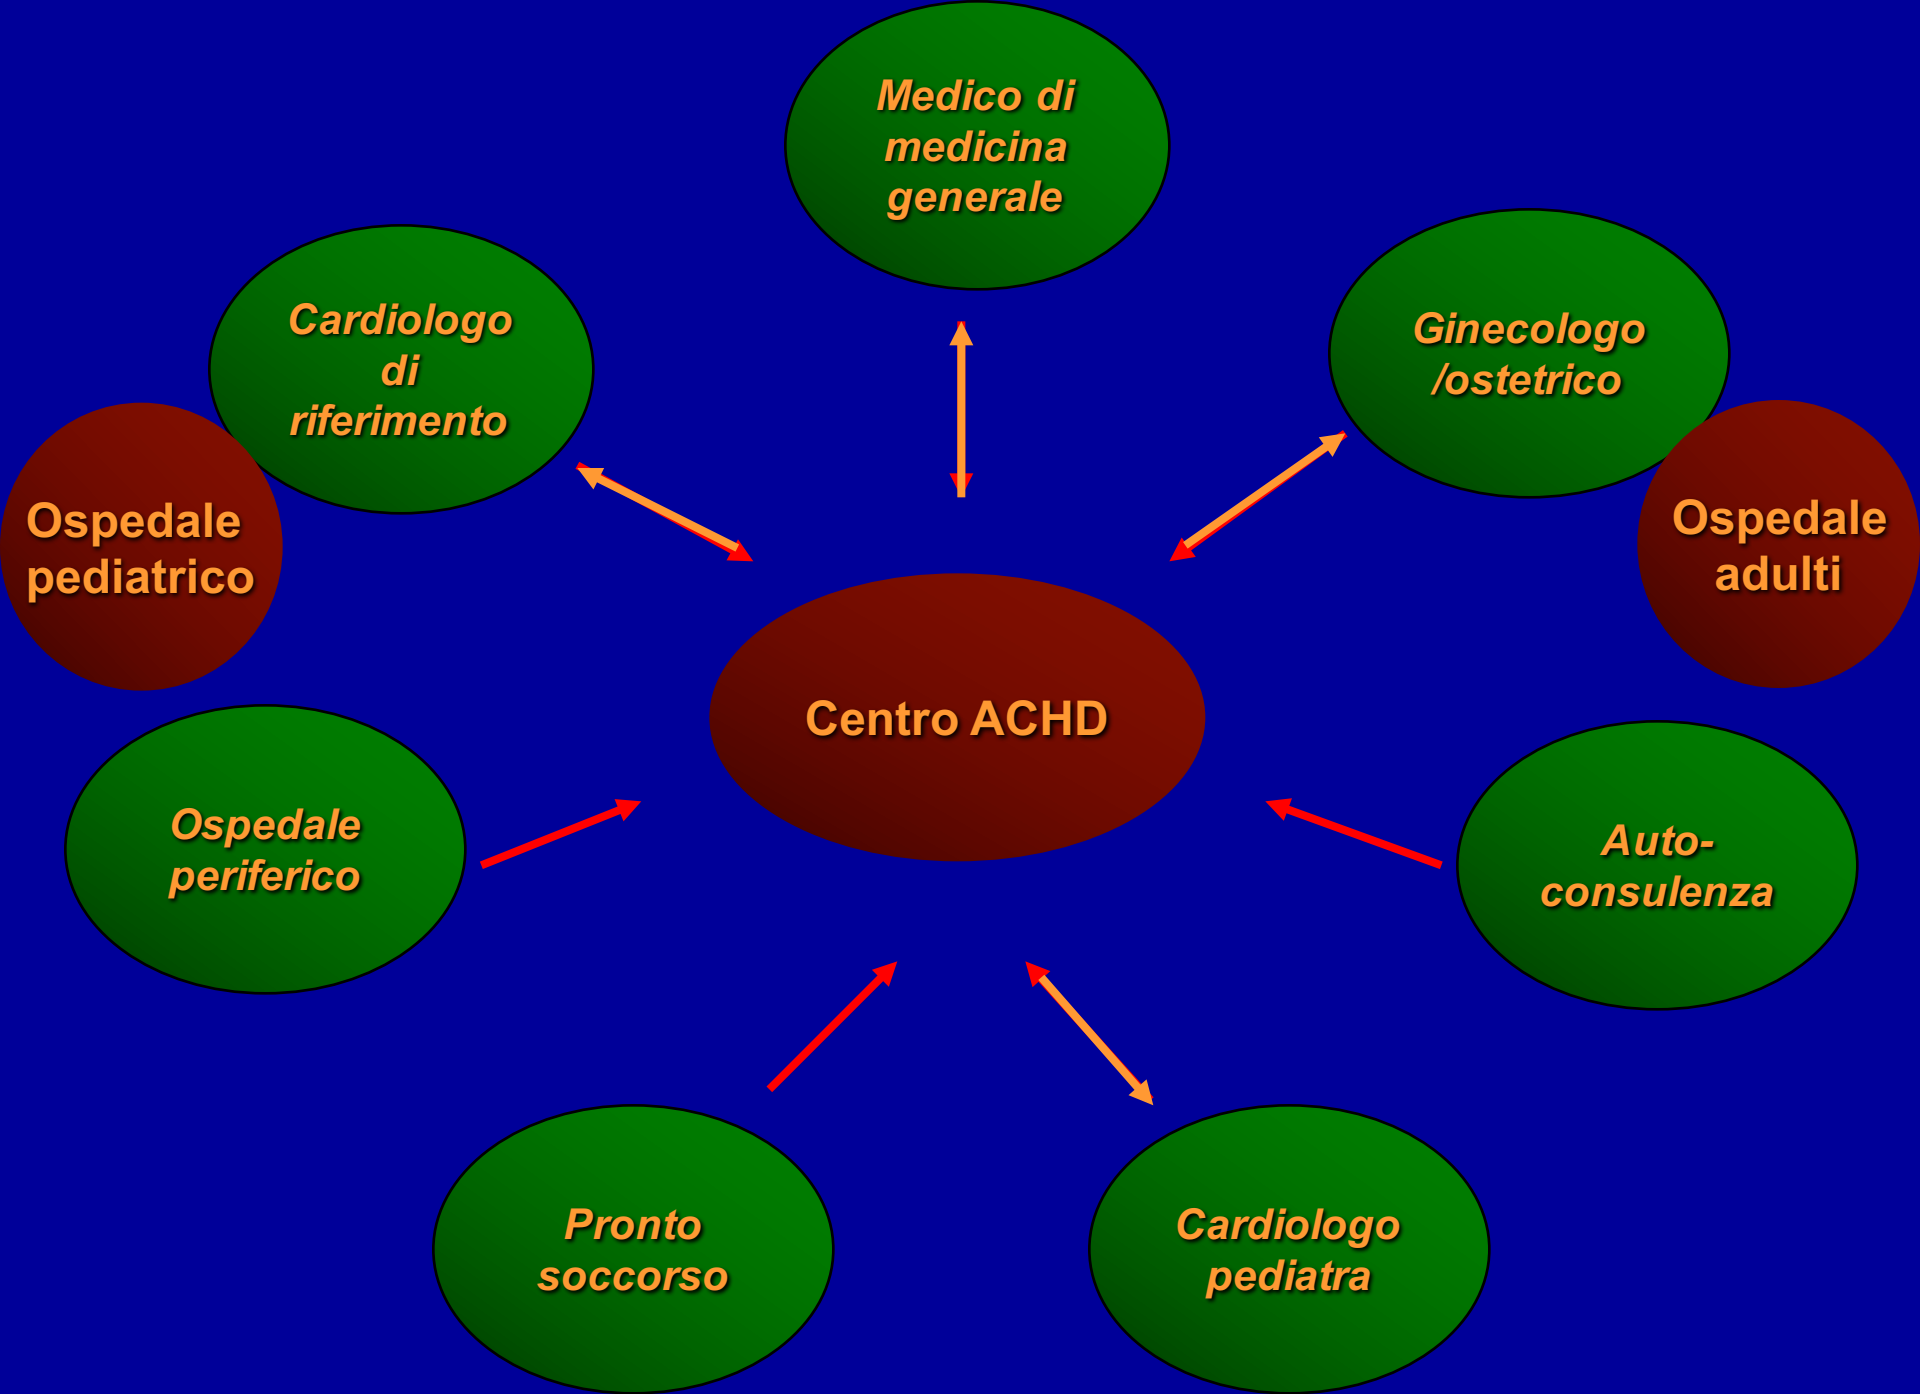 Medico di
medicina
generale
Cardiologo
di
riferimento
Ginecologo
/ostetrico
Ospedale
pediatrico
Ospedale
adulti
Centro ACHD
Ospedale
periferico
Auto-
consulenza
Pronto
soccorso
Cardiologo
pediatra